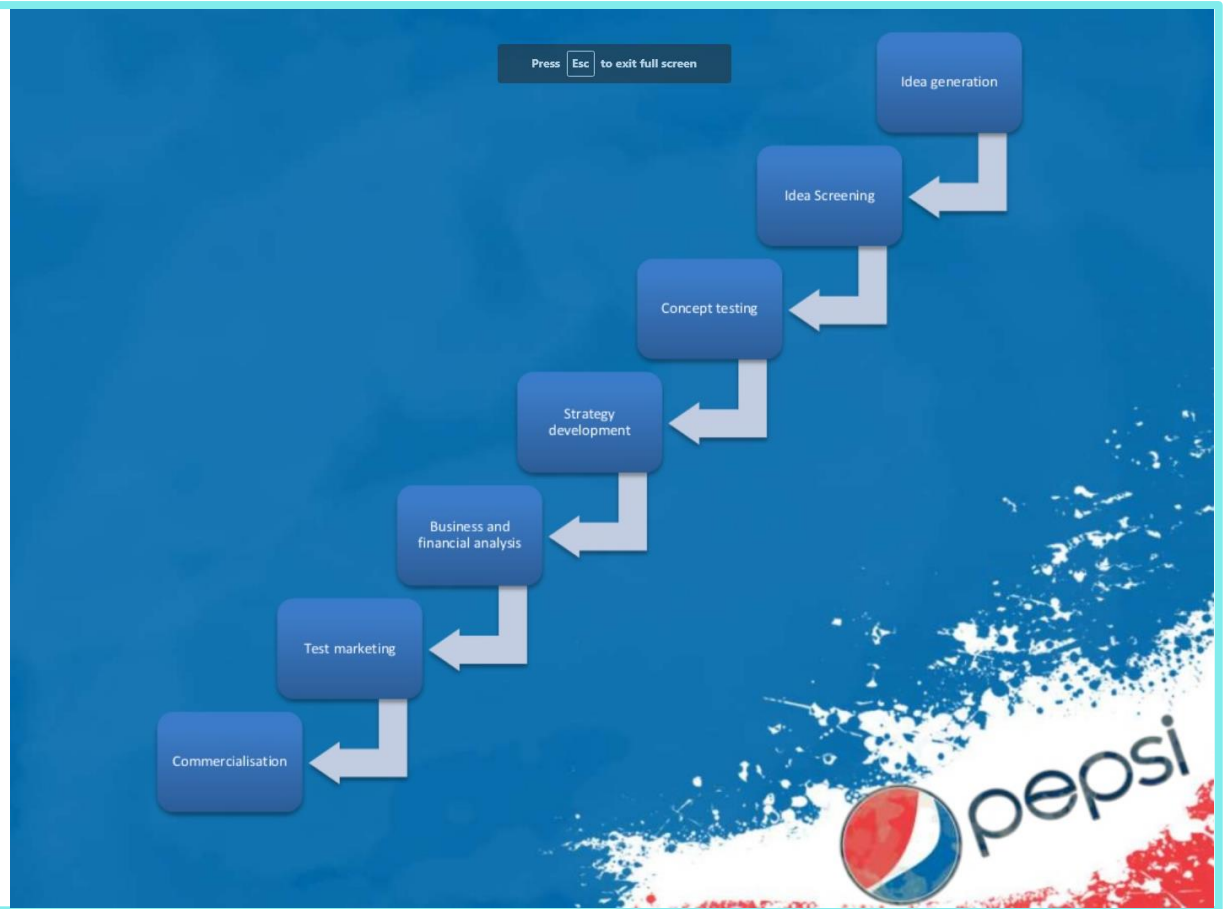 Press Esc to exit full screen
Idea generation
Idea Screening
Concept testing
Strategy
development
Business and
financial analysis
Test marketing
Commercialisation
pepsi